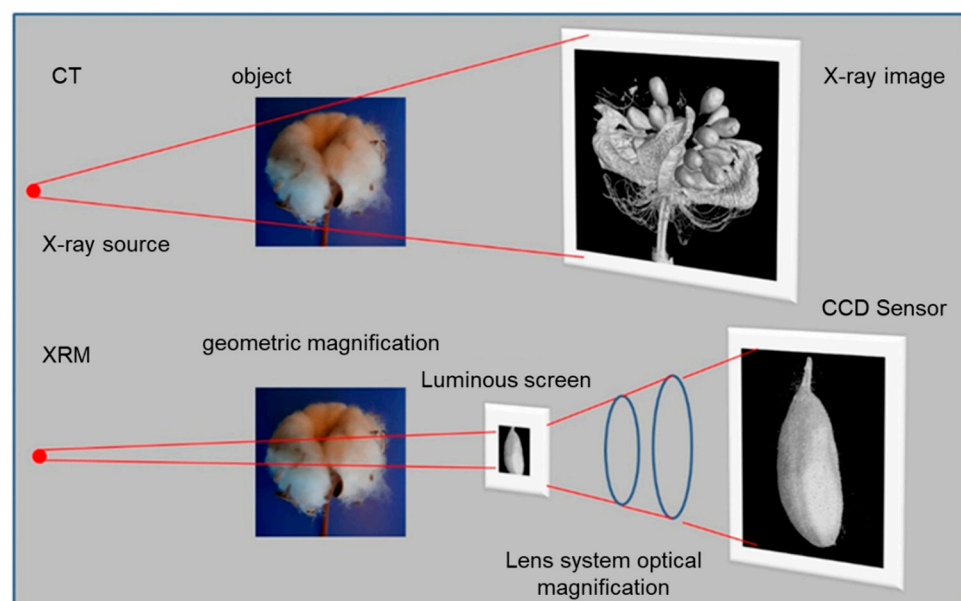 CT
object
X-ray image
X-ray source
CCD Sensor
XRM
geometric magnification
Luminous screen
Lens system optical
magnification